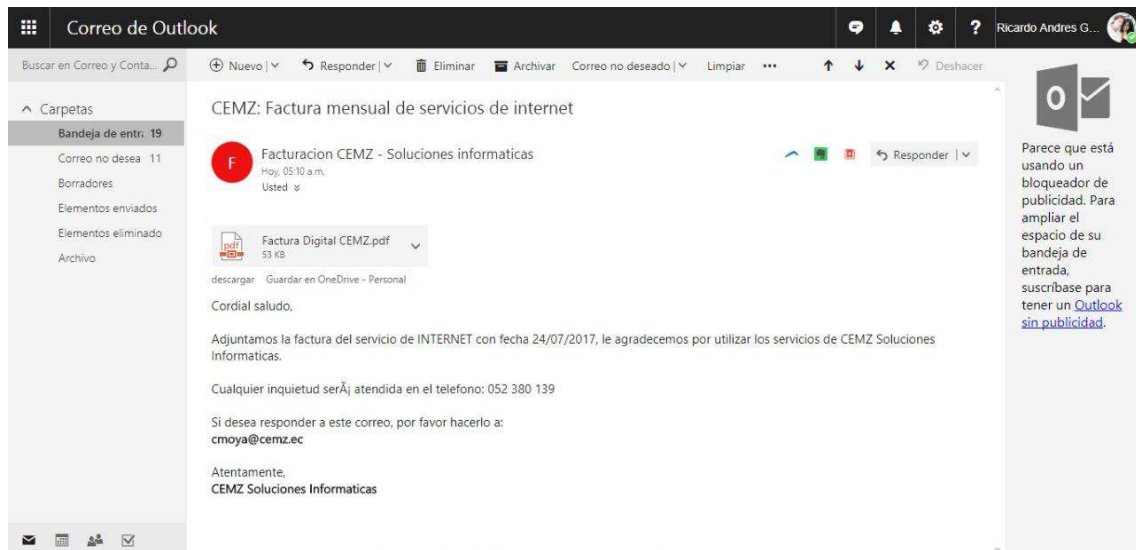 Correo de Outlook
?
Ricardo Andres G...
Buscar en Correo y Conta...
Nuevo
Responder
Eliminar
Archivar
Correo no deseado
Limpiar
...
Deshacer
Carpetas
Bandeja de entr. 19
Correo no desea 11
Borradores
Elementos enviados
Elementos eliminado
Archivo
CEMZ: Factura mensual de servicios de internet
F
Facturacion CEMZ - Soluciones informaticas
Hoy, 05:10 a.m.
Usted
Responder
pdf
Factura Digital CEMZ.pdf
53 KB
descargar Guardar en OneDrive - Personal
Cordial saludo,
Adjuntamos la factura del servicio de INTERNET con fecha 24/07/2017, le agradecemos por utilizar los servicios de CEMZ Soluciones
Informaticas.
Cualquier inquietud serÃ¡ atendida en el telefono: 052 380 139
Si desea responder a este correo, por favor hacerlo a:
cmoya@cemz.ec
Atentamente,
CEMZ Soluciones Informaticas
Parece que está
usando un
bloqueador de
publicidad. Para
ampliar el
espacio de su
bandeja de
entrada,
suscríbase para
tener un Outlook
sin publicidad.